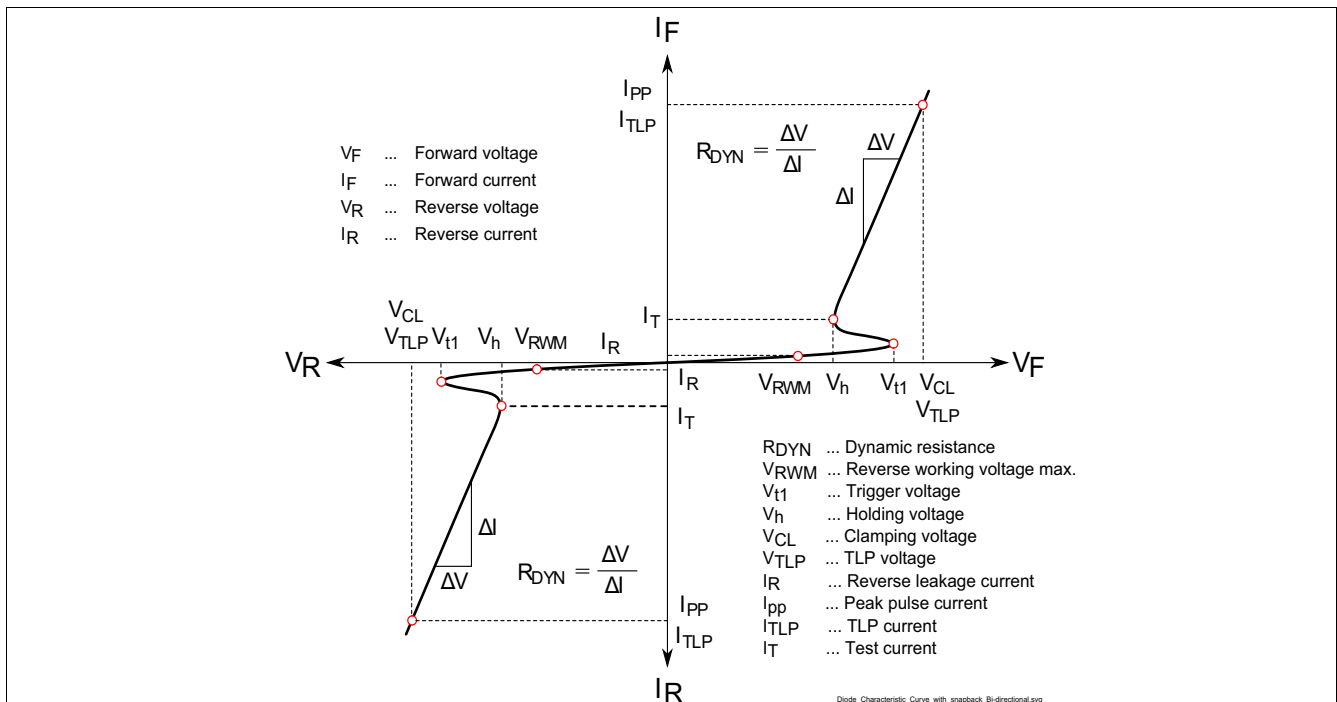 IF
IPP
ITLP
RDYN = ΔV
ΔI
ΔV
ΔI
VF ... Forward voltage
IF ... Forward current
VR ... Reverse voltage
IR ... Reverse current
VCL
VTLP Vt1 Vh VRWM IR
IT
VR
VF
IR
VRWM Vh Vt1 VCL
VTLP
IT
ΔI
ΔV
RDYN = ΔV
ΔI
IPP
ITLP
IR
RDYN ... Dynamic resistance
VRWM ... Reverse working voltage max.
Vt1 ... Trigger voltage
Vh ... Holding voltage
VCL ... Clamping voltage
VTLP ... TLP voltage
IR ... Reverse leakage current
Ipp ... Peak pulse current
ITLP ... TLP current
IT ... Test current
Diode_Characteristic_Curve_with_snapback_Bi-directional.svg